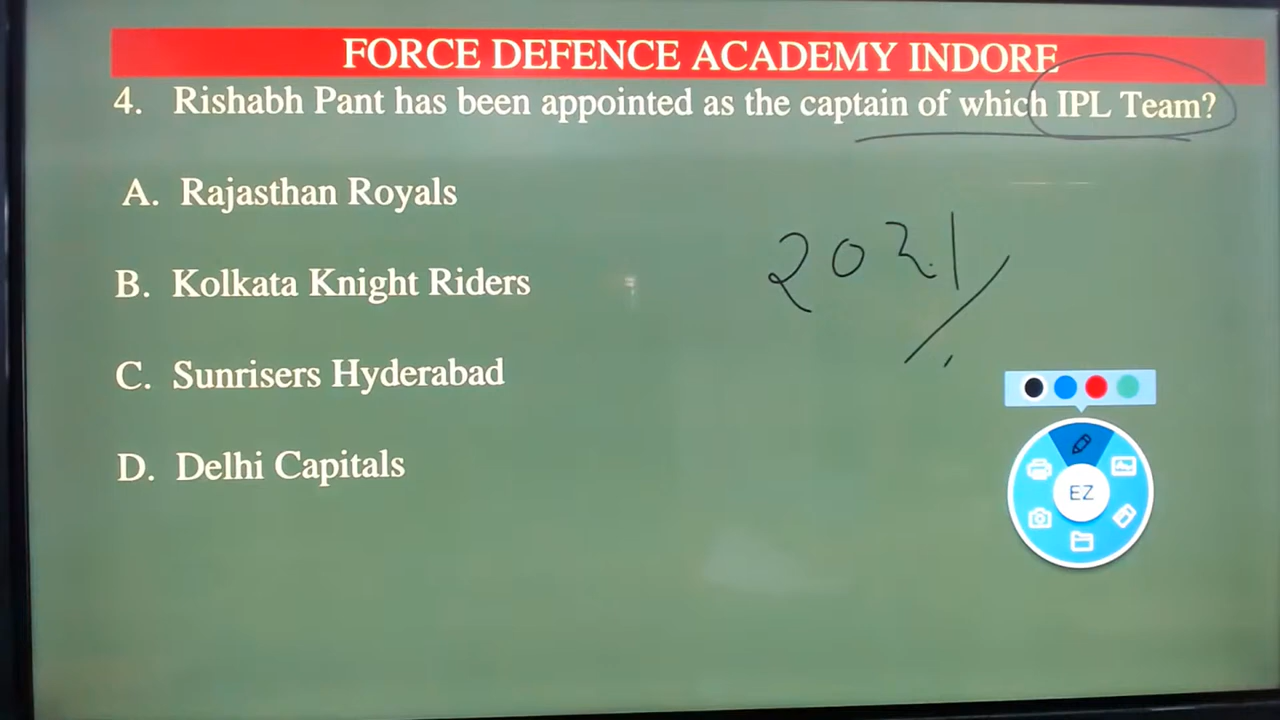 FORCE DEFENCE ACADEMY INDORE
4. Rishabh Pant has been appointed as the captain of which IPL Team?
A. Rajasthan Royals
B. Kolkata Knight Riders
2021
C. Sunrisers Hyderabad
D. Delhi Capitals
EZ